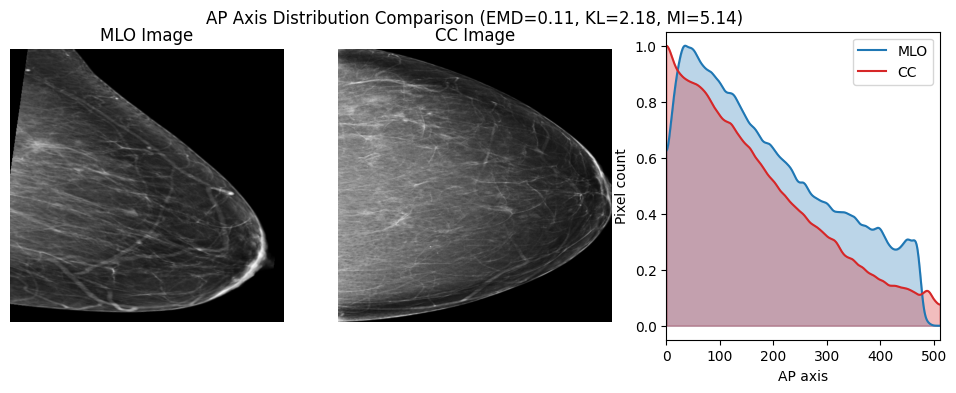 AP Axis Distribution Comparison (EMD=0.11, KL=2.18, MI=5.14)
MLO Image
CC Image
MLO
CC
1.0
0.8
0.6
0.4
0.2
0.0
Pixel count
0 100 200 300 400 500
AP axis